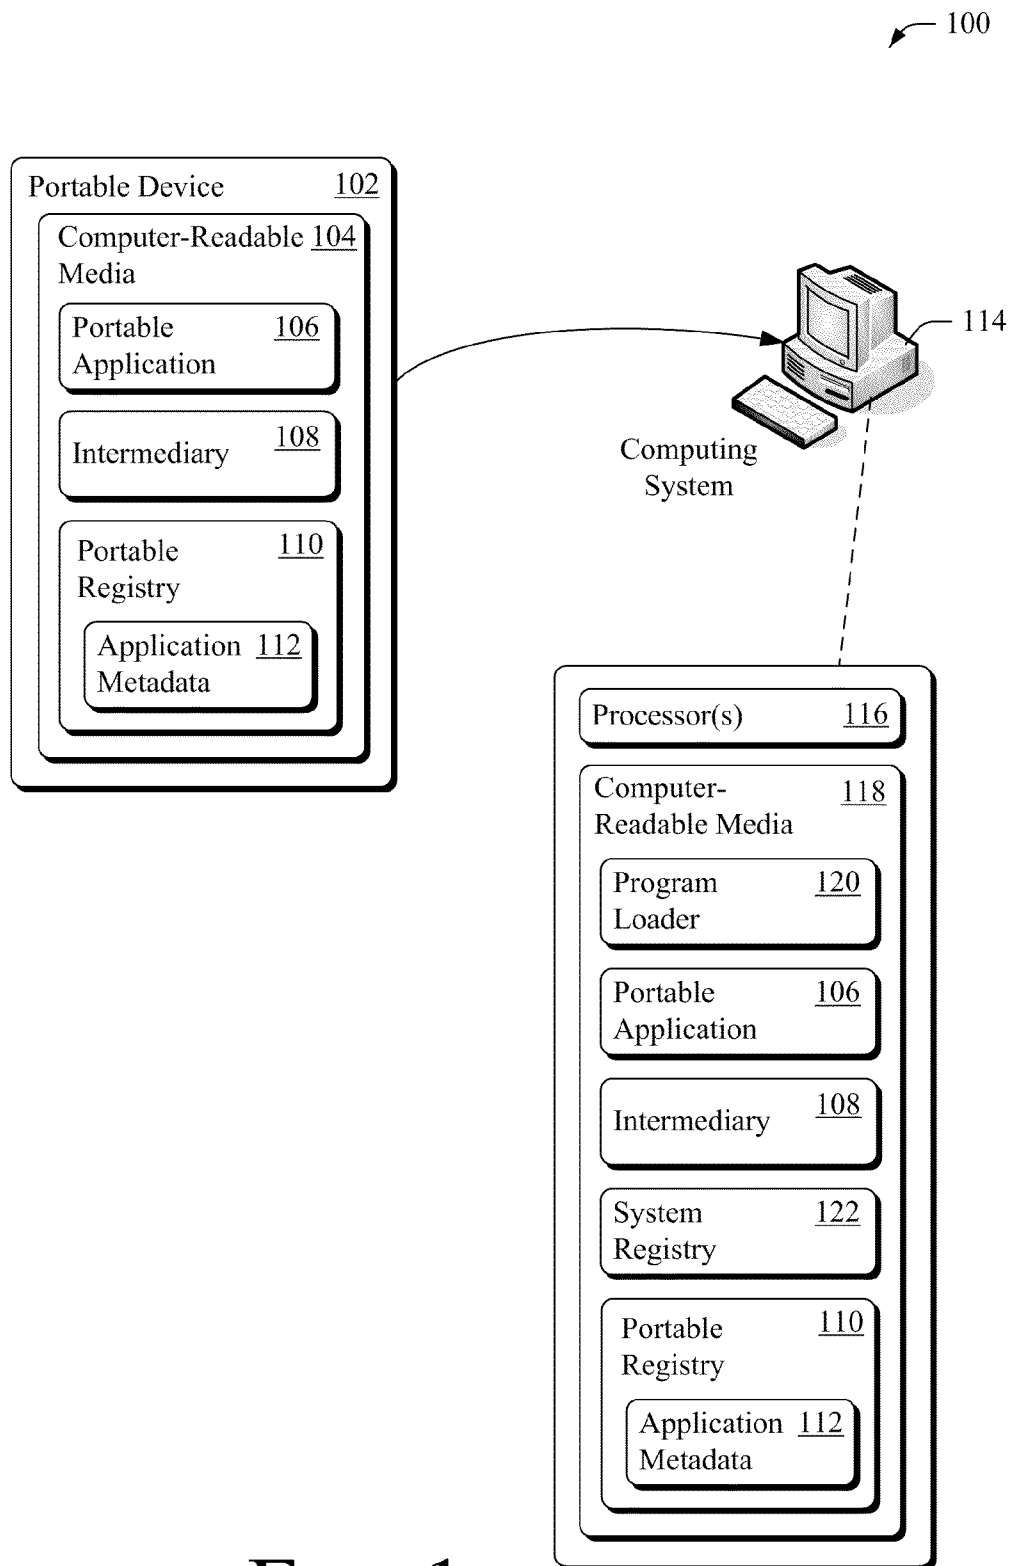 100
Portable Device 102
Computer-Readable 104
Media
Portable 106
Application
Intermediary 108
Portable 110
Registry
Application 112
Metadata
114
Computing
System
Processor(s) 116
Computer- 118
Readable Media
Program 120
Loader
Portable 106
Application
Intermediary 108
System 122
Registry
Portable 110
Registry
Application 112
Metadata